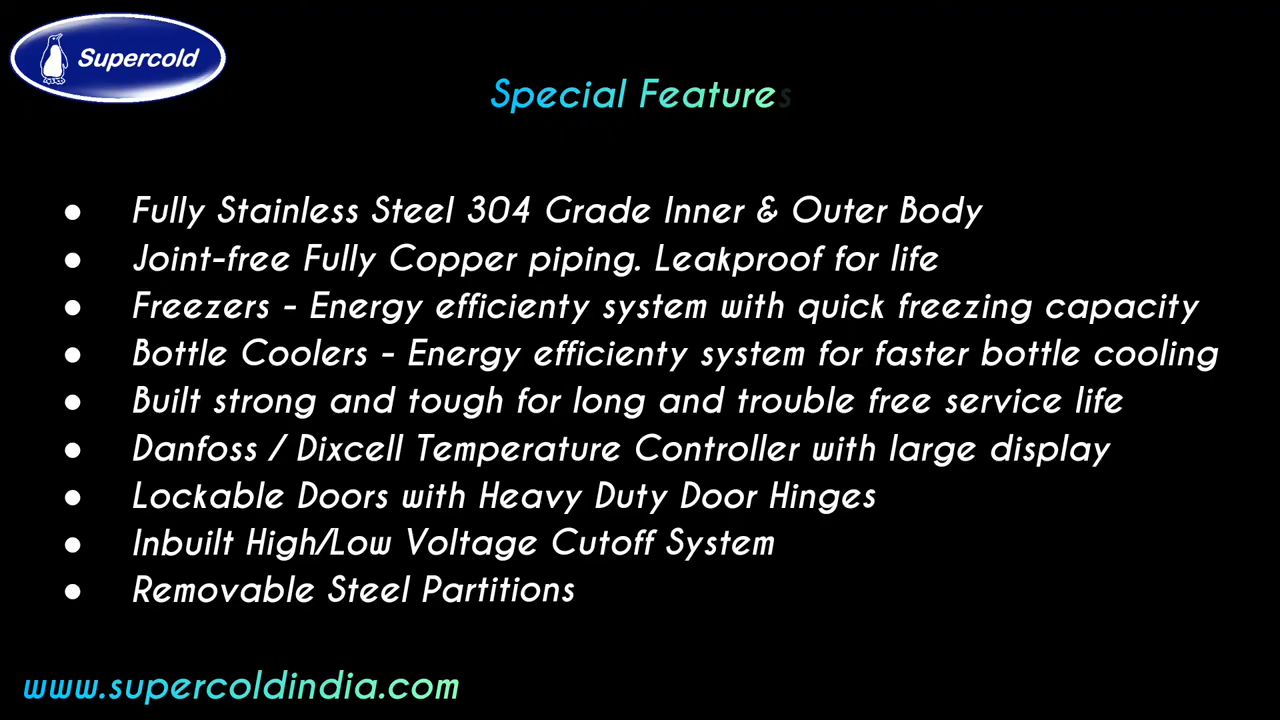 Supercold
Special Features
● Fully Stainless Steel 304 Grade Inner & Outer Body
● Joint-free Fully Copper piping. Leakproof for life
● Freezers - Energy efficienty system with quick freezing capacity
● Bottle Coolers - Energy efficienty system for faster bottle cooling
● Built strong and tough for long and trouble free service life
● Danfoss / Dixcell Temperature Controller with large display
● Lockable Doors with Heavy Duty Door Hinges
● Inbuilt High/Low Voltage Cutoff System
● Removable Steel Partitions
www.supercoldindia.com